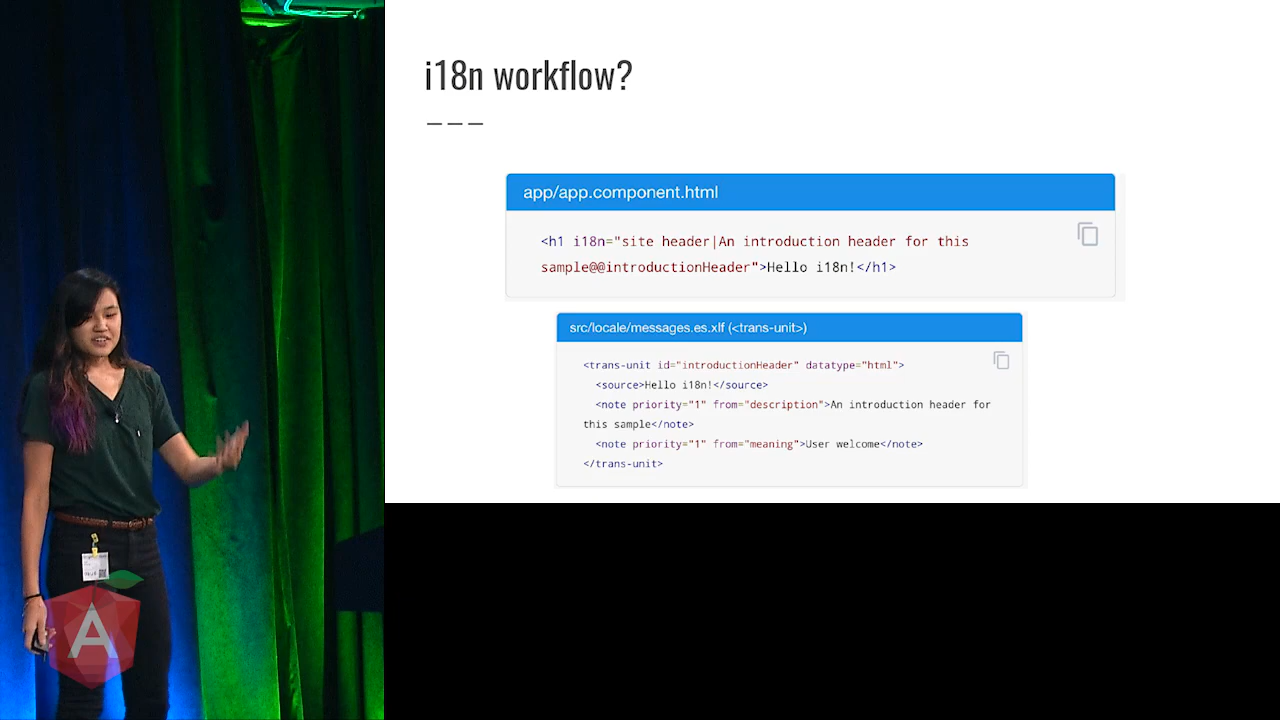 i18n workflow?
app/app.component.html
<h1 i18n="site header|An introduction header for this
sample@@introductionHeader">Hello i18n!</h1>
src/locale/messages.es.xlf (<trans-unit>)
<trans-unit id="introductionHeader" datatype="html">
<source>Hello i18n!</source>
<note priority="1" from="description">An introduction header for
this sample</note>
<note priority="1" from="meaning">User welcome</note>
</trans-unit>
A